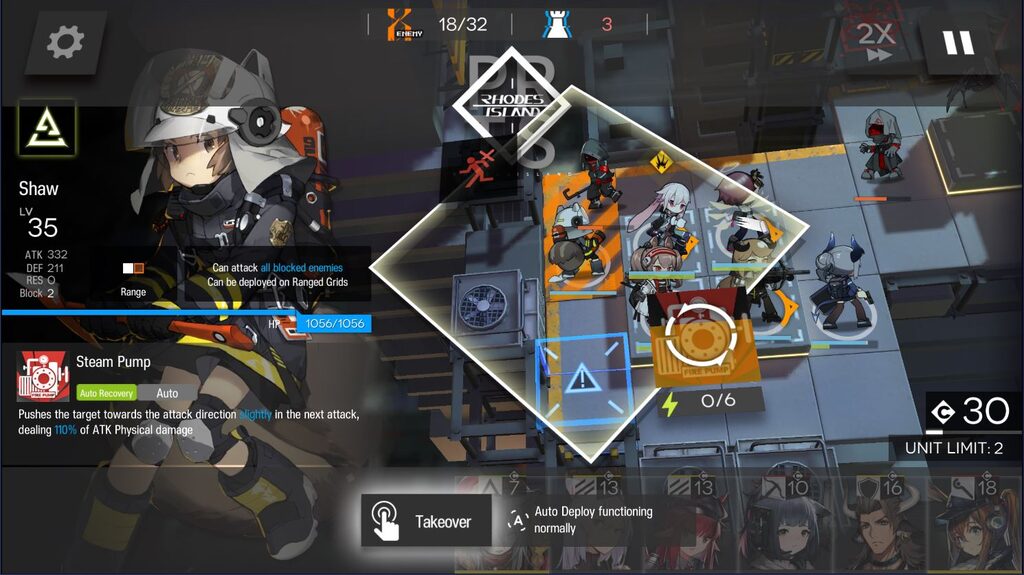 ENEMY
18/32
3
2X
RHODES
ISLAND
Shaw
LV
35
ATK 332
DEF 211
RES 0
Block 2
Range
Can attack all blocked enemies
Can be deployed on Ranged Grids
HP
1056/1056
FIRE PUMP
Steam Pump
Auto Recovery
Auto
Pushes the target towards the attack direction slightly in the next attack,
dealing 110% of ATK Physical damage
FIRE PUMP
0/6
30
UNIT LIMIT: 2
7
13
13
10
16
18
Takeover
A
Auto Deploy functioning
normally